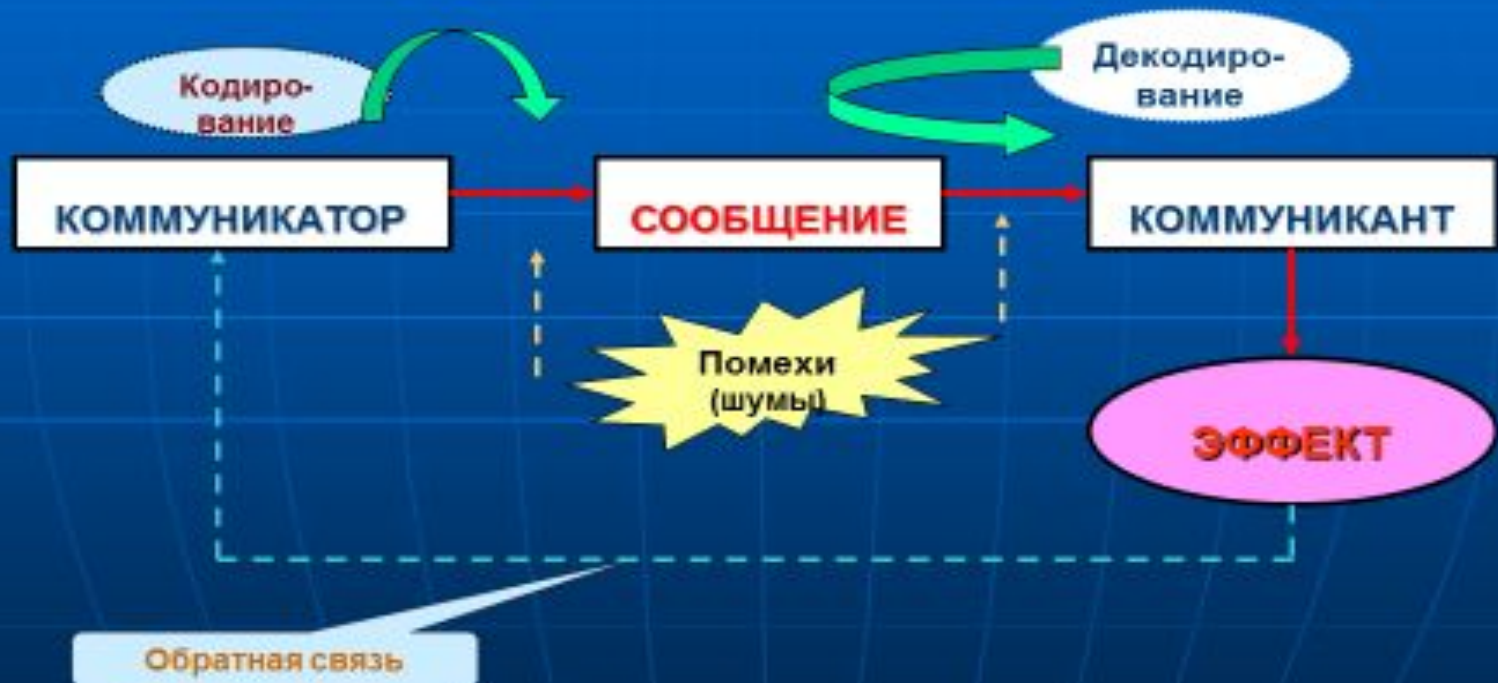 Кодиро-
вание
Декодиро-
вание
КОММУНИКАТОР
СООБЩЕНИЕ
КОММУНИКАНТ
Помехи
(шумы)
ЭФФЕКТ
Обратная связь